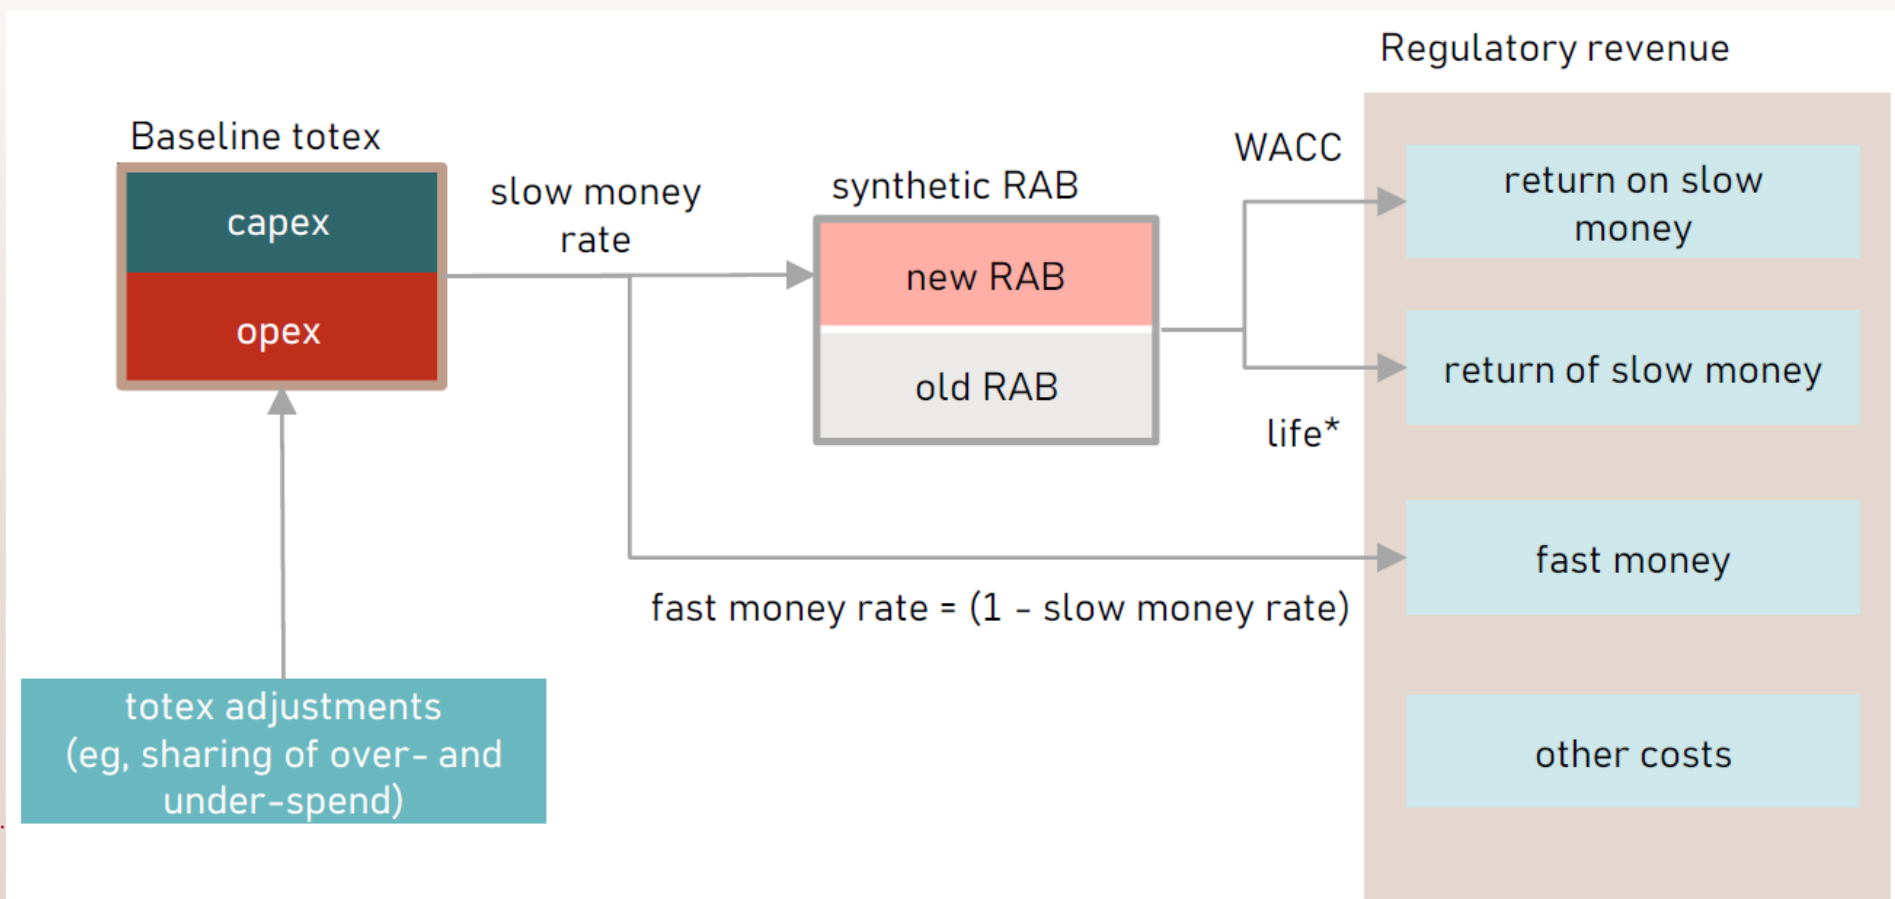 Regulatory revenue
Baseline totex
capex
opex
slow money
rate
synthetic RAB
new RAB
old RAB
WACC
life*
return on slow
money
return of slow money
fast money
fast money rate = (1 - slow money rate)
other costs
totex adjustments
(eg, sharing of over- and
under-spend)